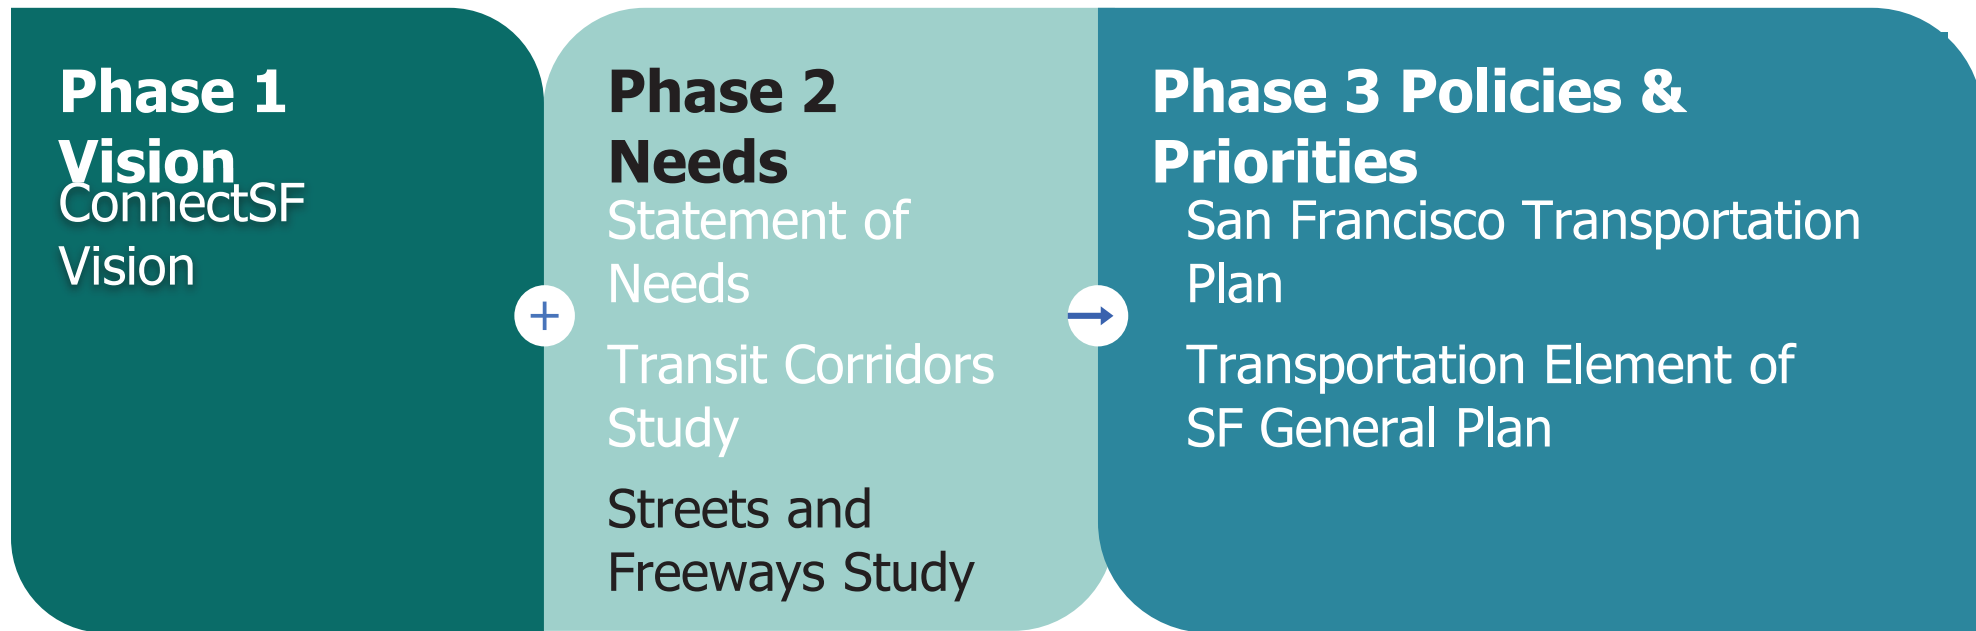 Phase 1
Vision
ConnectSF
Vision
Phase 2
Needs
Statement of
Needs
Transit Corridors
Study
Streets and
Freeways Study
Phase 3 Policies &
Priorities
San Francisco Transportation
Plan
Transportation Element of
SF General Plan